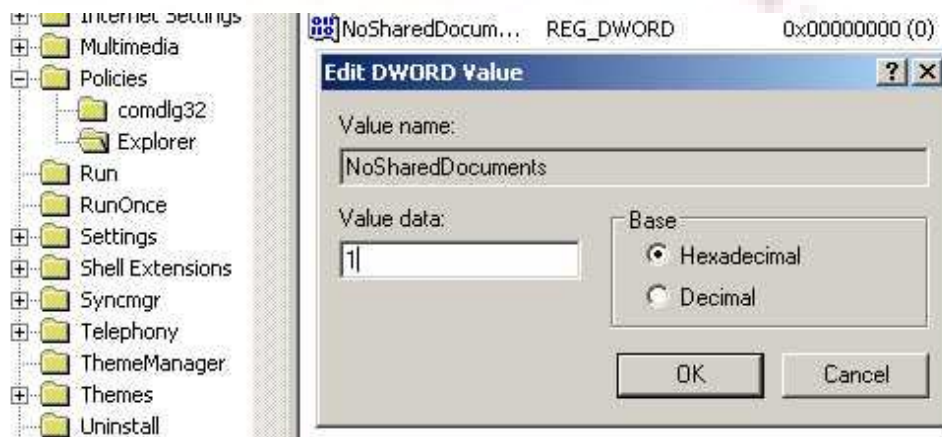 Internet Settings
Multimedia
Policies
comdlg32
Explorer
Run
RunOnce
Settings
Shell Extensions
Syncmgr
Telephony
ThemeManager
Themes
Uninstall
NoSharedDocum... REG_DWORD 0x00000000 (0)
Edit DWORD Value
Value name:
NoSharedDocuments
Value data:
1
Base
Hexadecimal
Decimal
OK Cancel